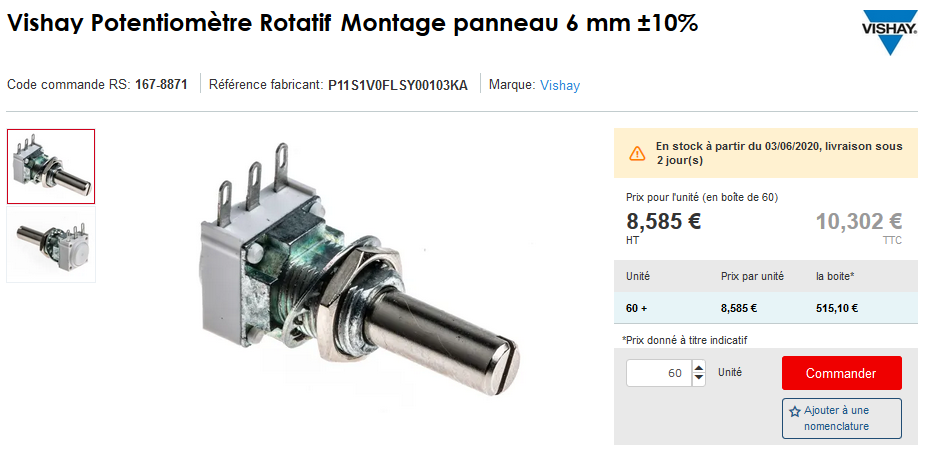 Vishay Potentiomètre Rotatif Montage panneau 6 mm ±10%
VISHAY.
Code commande RS: 167-8871
Référence fabricant: P11S1V0FLSY00103KA
Marque: Vishay
En stock à partir du 03/06/2020, livraison sous
2 jour(s)
Prix pour l'unité (en boîte de 60)
8,585 € 10,302 €
HT TTC
Unité Prix par unité la boite*
60 + 8,585 € 515,10 €
*Prix donné à titre indicatif
60 Unité Commander
Ajouter à une
nomenclature